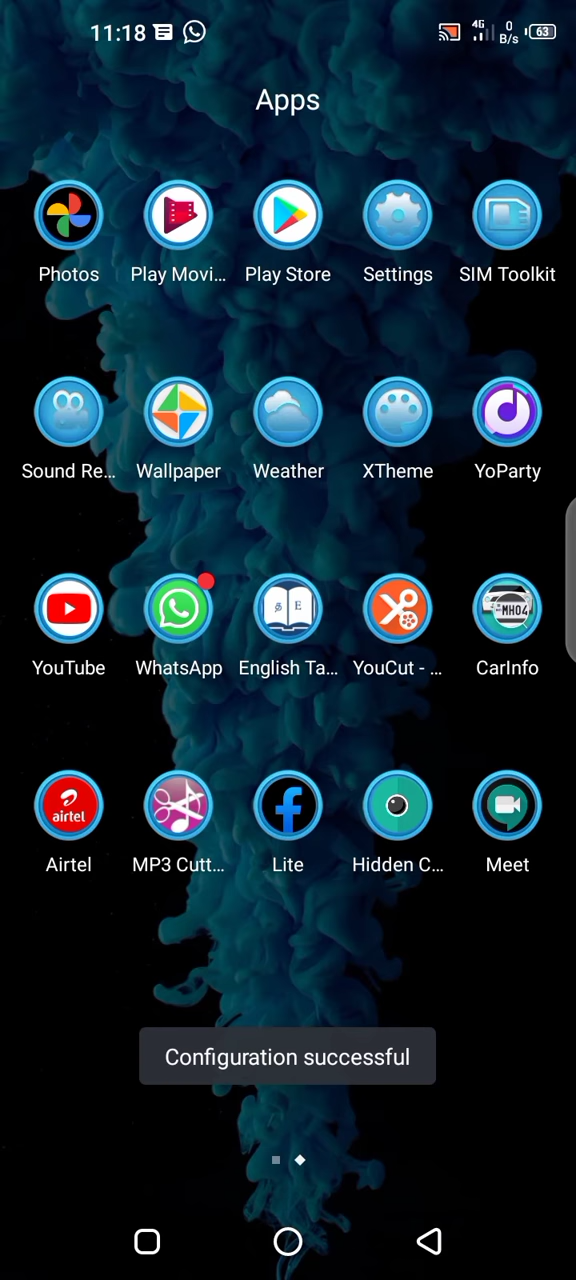 11:18
4G
0
B/s
63
Apps
Photos
Play Movi...
Play Store
Settings
SIM Toolkit
Sound Re...
Wallpaper
Weather
XTheme
YoParty
YouTube
WhatsApp
E
English Ta...
YouCut - ...
MH04
CarInfo
airtel
Airtel
MP3 Cutt...
Lite
Hidden C...
Meet
Configuration successful